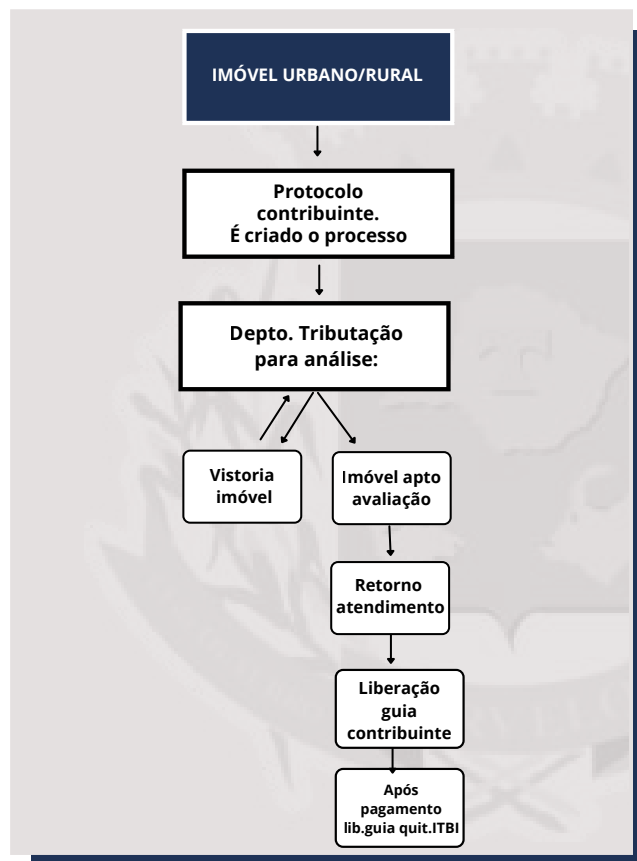 IMÓVEL URBANO/RURAL
Protocolo
contribuinte.
É criado o processo
Depto. Tributação
para análise:
Vistoria
imóvel
Imóvel apto
avaliação
Retorno
atendimento
Liberação
guia
contribuinte
Após
pagamento
lib.guia quit.ITBI